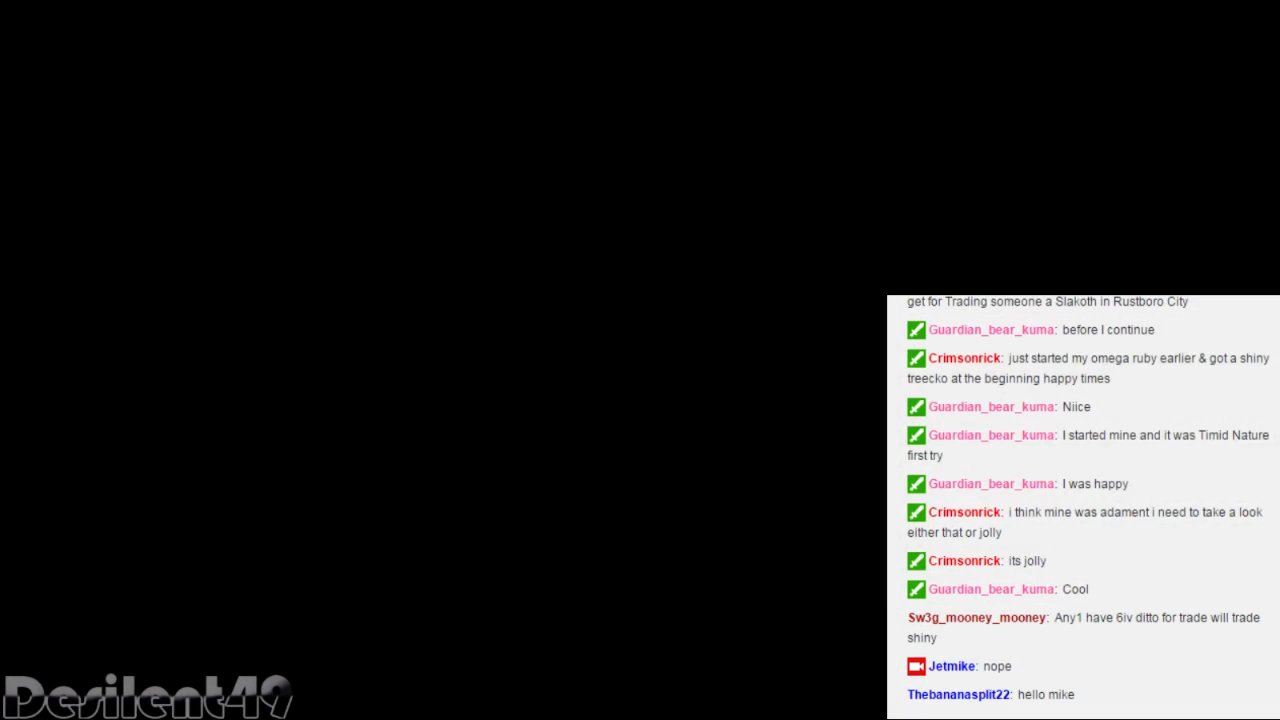 get for Trading someone a Slakoth in Rustboro City
Guardian_bear_kuma: before I continue
Crimsonrick: just started my omega ruby earlier & got a shiny
treecko at the beginning happy times
Guardian_bear_kuma: Niice
Guardian_bear_kuma: I started mine and it was Timid Nature
first try
Guardian_bear_kuma: I was happy
Crimsonrick: i think mine was adament i need to take a look
either that or jolly
Crimsonrick: its jolly
Guardian_bear_kuma: Cool
Sw3g_mooney_mooney: Any1 have 6iv ditto for trade will trade
shiny
Jetmike: nope
Thebananasplit22: hello mike
Desilent49